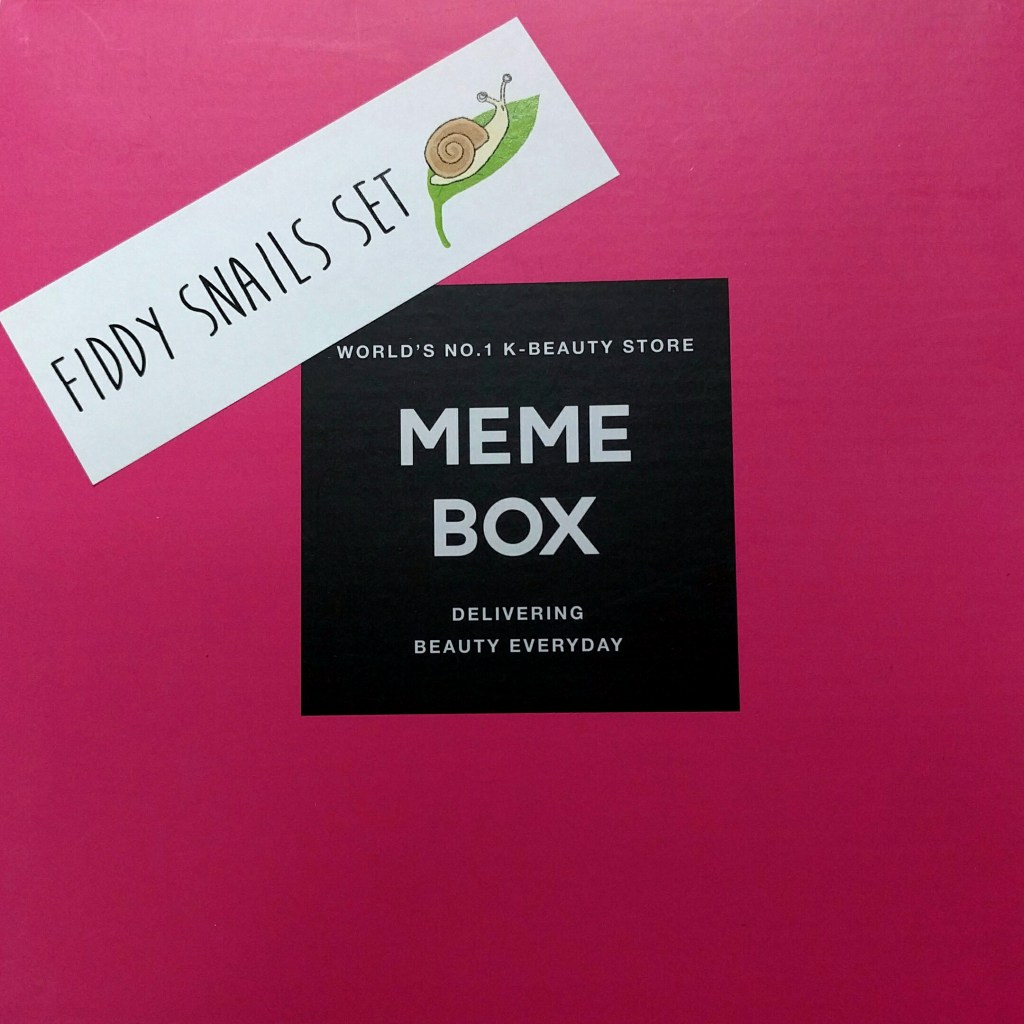 FIDDY SNAILS SET
WORLD'S NO.1 K-BEAUTY STORE
MEME
BOX
DELIVERING
BEAUTY EVERYDAY